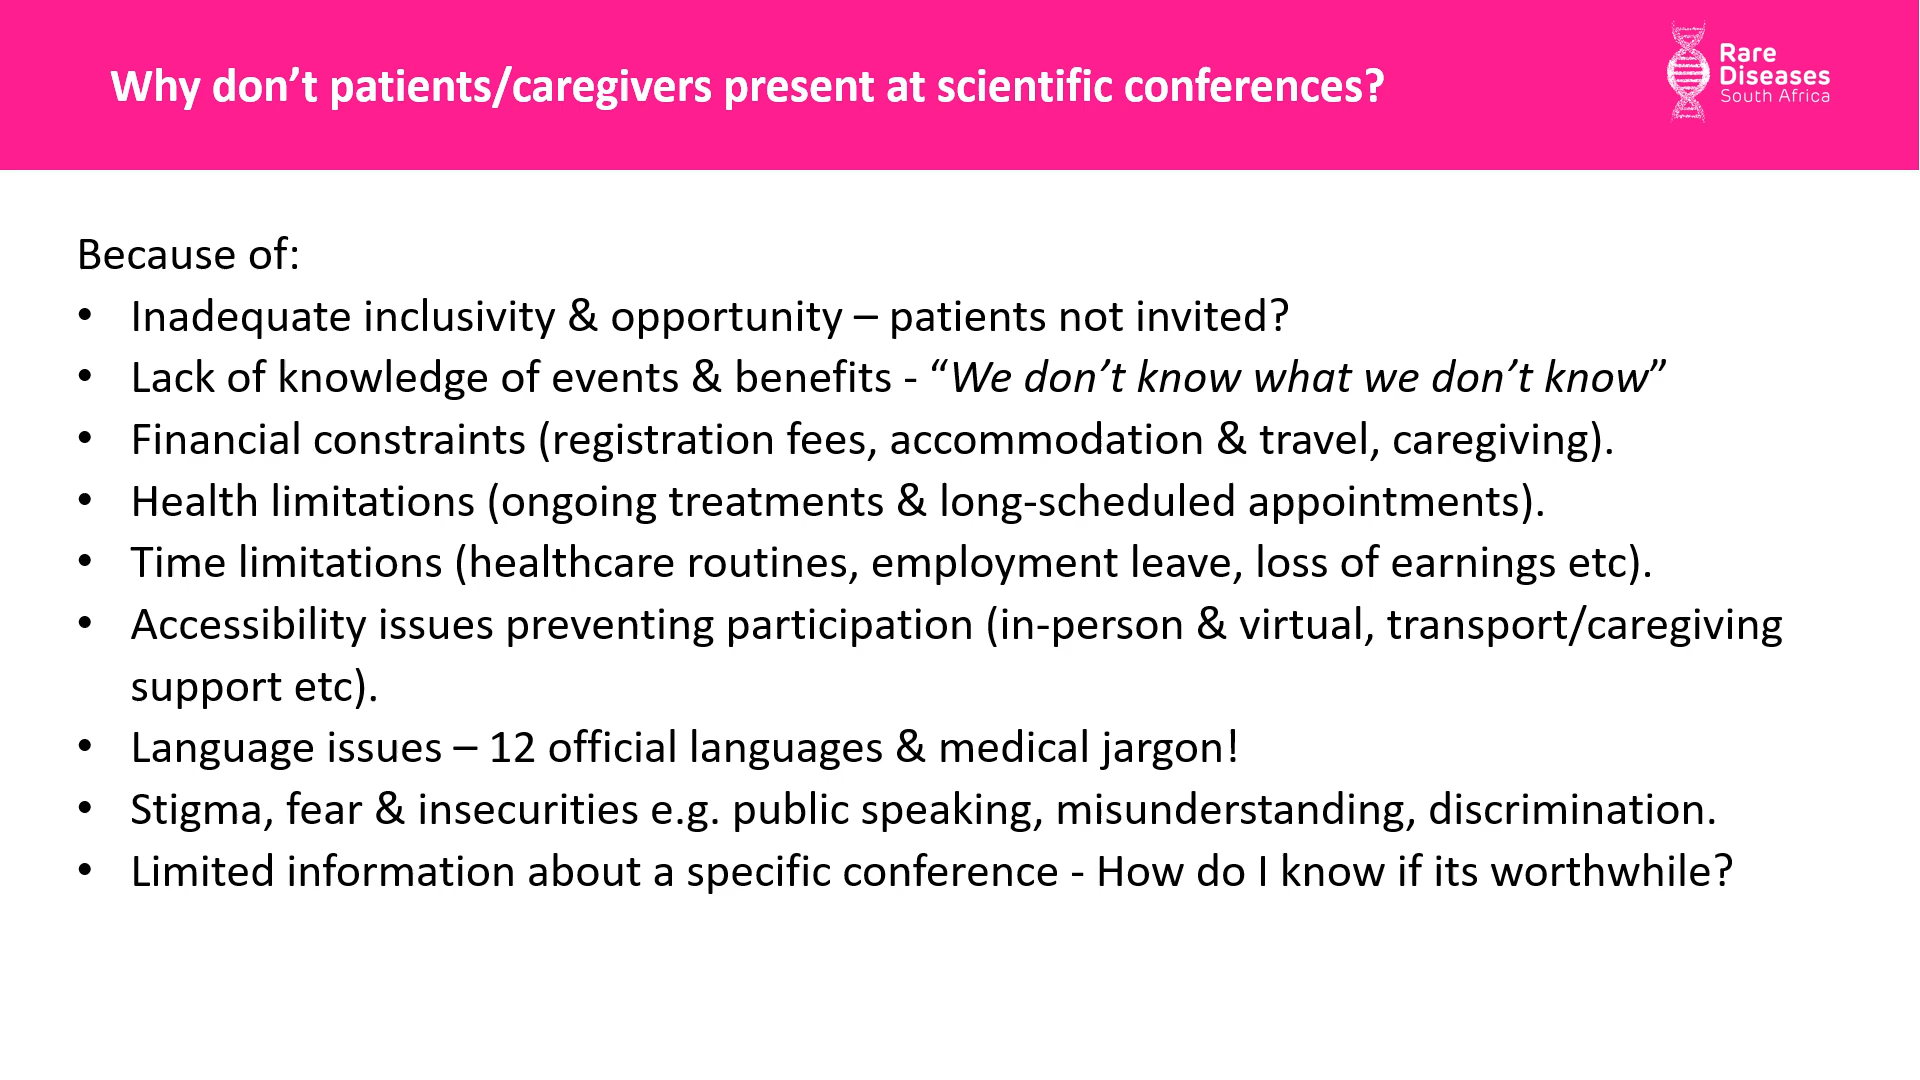 Why don’t patients/caregivers present at scientific conferences?
Rare
Diseases
South Africa
Because of:
• Inadequate inclusivity & opportunity – patients not invited?
• Lack of knowledge of events & benefits - “We don’t know what we don’t know”
• Financial constraints (registration fees, accommodation & travel, caregiving).
• Health limitations (ongoing treatments & long-scheduled appointments).
• Time limitations (healthcare routines, employment leave, loss of earnings etc).
• Accessibility issues preventing participation (in-person & virtual, transport/caregiving
support etc).
• Language issues – 12 official languages & medical jargon!
• Stigma, fear & insecurities e.g. public speaking, misunderstanding, discrimination.
• Limited information about a specific conference - How do I know if its worthwhile?